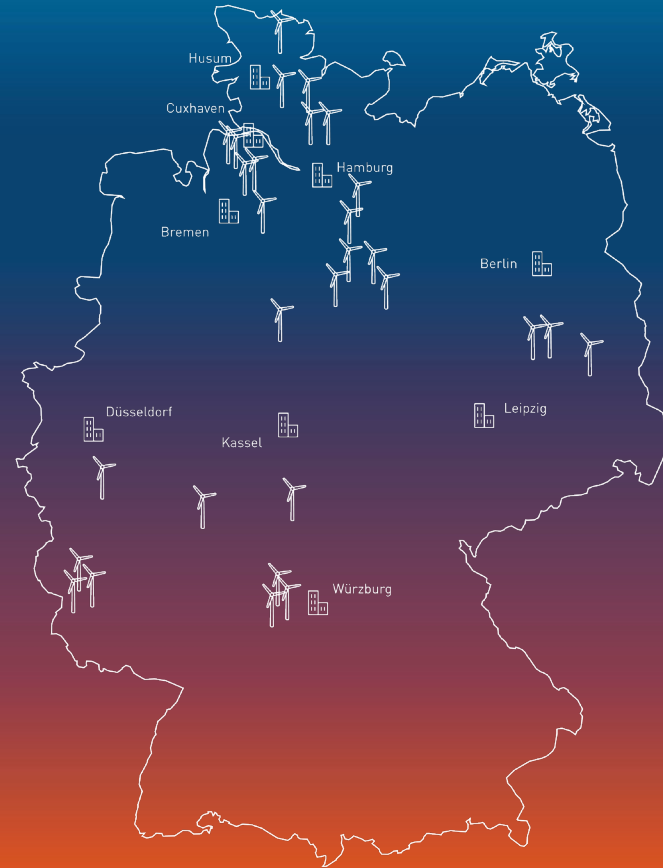 Husum
Cuxhaven
Hamburg
Bremen
Berlin
Düsseldorf
Leipzig
Kassel
Würzburg